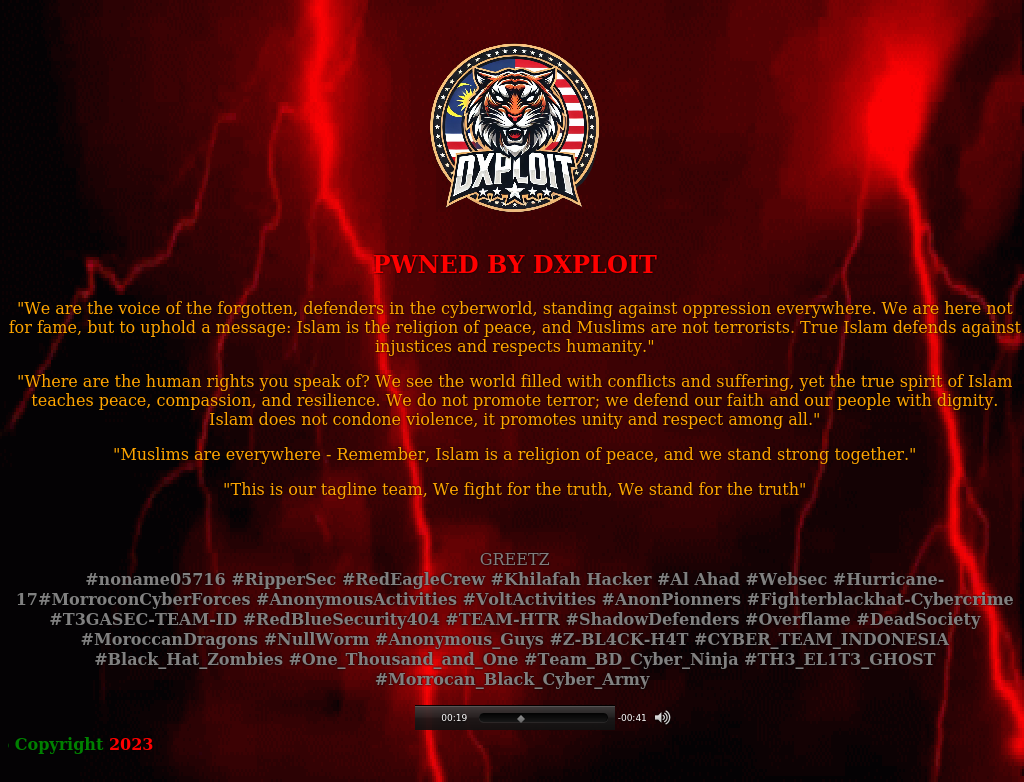 DXPLOIT
PWNED BY DXPLOIT
"We are the voice of the forgotten, defenders in the cyberworld, standing against oppression everywhere. We are here not
for fame, but to uphold a message: Islam is the religion of peace, and Muslims are not terrorists. True Islam defends against
injustices and respects humanity."
"Where are the human rights you speak of? We see the world filled with conflicts and suffering, yet the true spirit of Islam
teaches peace, compassion, and resilience. We do not promote terror; we defend our faith and our people with dignity.
Islam does not condone violence, it promotes unity and respect among all."
"Muslims are everywhere - Remember, Islam is a religion of peace, and we stand strong together."
"This is our tagline team, We fight for the truth, We stand for the truth"
GREETZ
#noname05716 #RipperSec #RedEagleCrew #Khilafah Hacker #Al Ahad #Websec #Hurricane-
17#MorroconCyberForces #AnonymousActivities #VoltActivities #AnonPionners #Fighterblackhat-Cybercrime
#T3GASEC-TEAM-ID #RedBlueSecurity404 #TEAM-HTR #ShadowDefenders #Overflame #DeadSociety
#MoroccanDragons #NullWorm #Anonymous_Guys #Z-BL4CK-H4T #CYBER_TEAM_INDONESIA
#Black_Hat_Zombies #One_Thousand_and_One #Team_BD_Cyber_Ninja #TH3_EL1T3_GHOST
#Morrocan_Black_Cyber_Army
00:19 -00:41
Copyright 2023